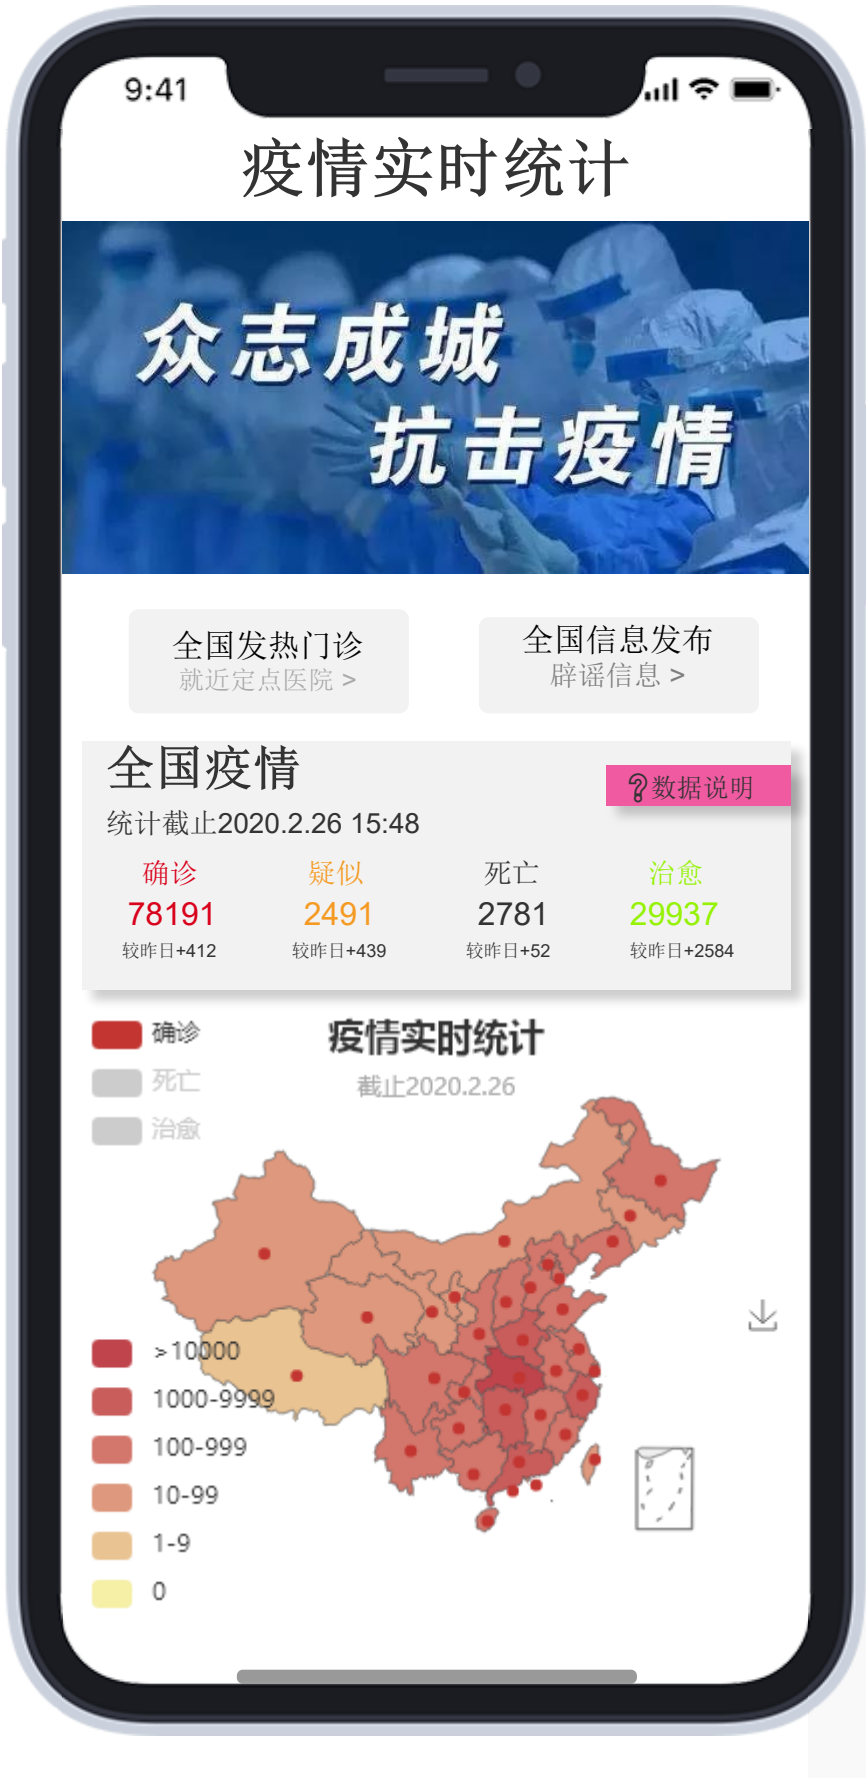 9:41
疫情实时统计
众志成城
抗击疫情
全国发热门诊
就近定点医院 >
全国信息发布
辟谣信息 >
全国疫情
数据说明
统计截止2020.2.26 15:48
确诊 疑似 死亡 治愈
78191 2491 2781 29937
较昨日+412 较昨日+439 较昨日+52 较昨日+2584
确诊
死亡
治愈
疫情实时统计
截止2020.2.26
>10000
1000-9999
100-999
10-99
1-9
0